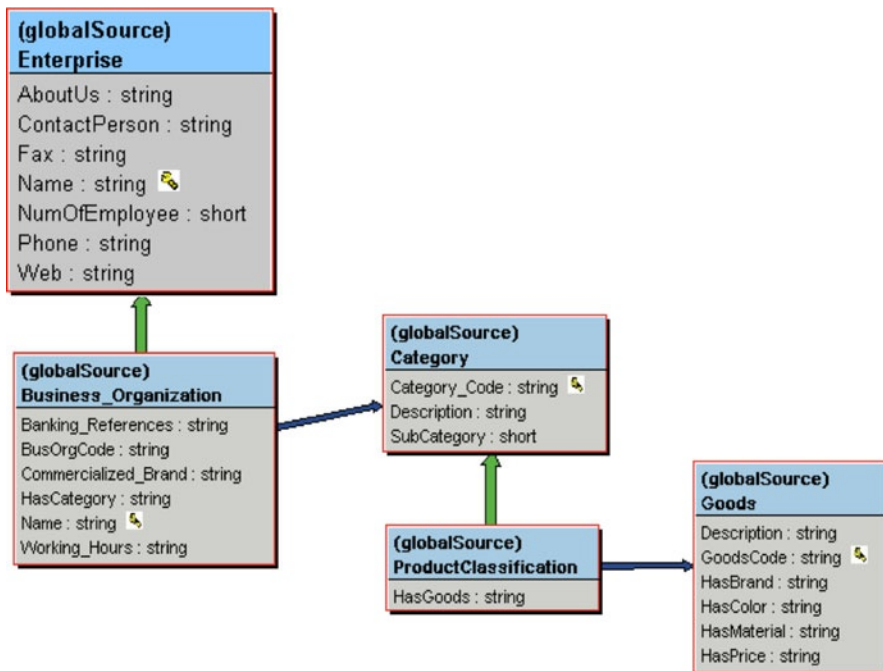 (globalSource)
Enterprise
AboutUs : string
ContactPerson : string
Fax : string
Name : string
NumOfEmployee : short
Phone : string
Web : string
(globalSource)
Business_Organization
Banking_References : string
BusOrgCode : string
Commercialized_Brand : string
HasCategory : string
Name : string
Working_Hours : string
(globalSource)
Category
Category_Code : string
Description : string
SubCategory : short
(globalSource)
ProductClassification
HasGoods : string
(globalSource)
Goods
Description : string
GoodsCode : string
HasBrand : string
HasColor : string
HasMaterial : string
HasPrice : string